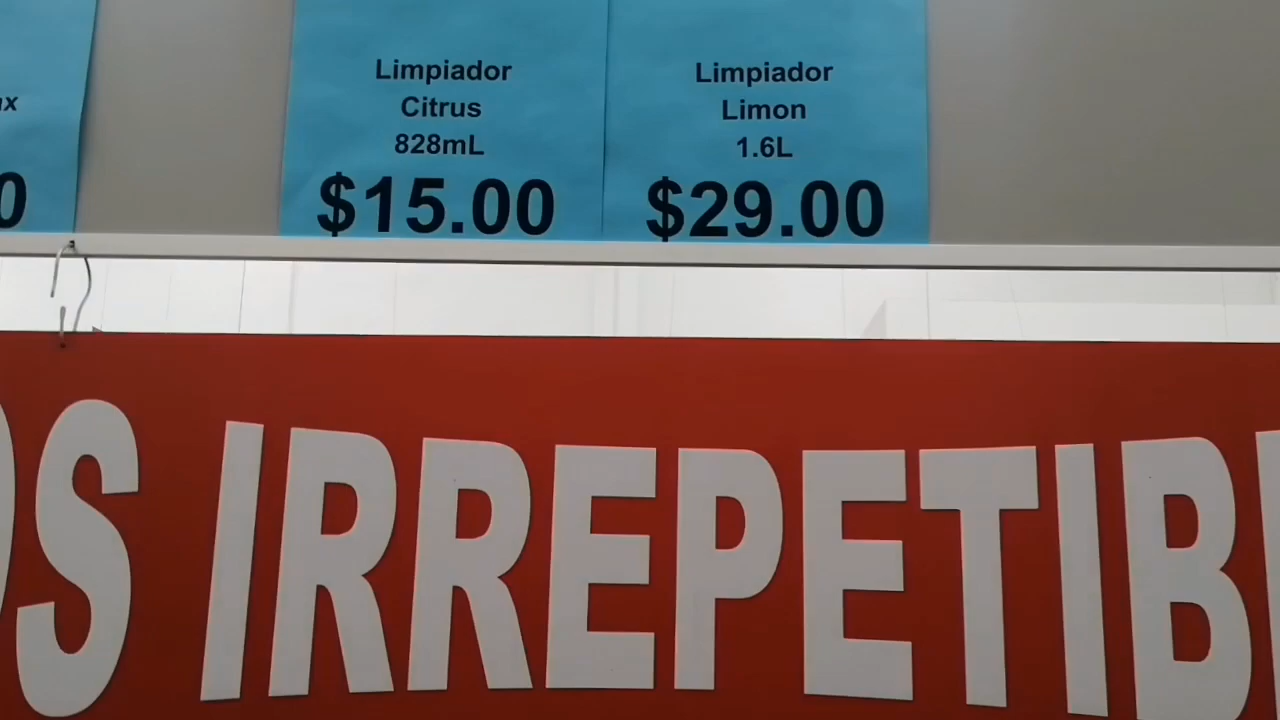 Limpiador
Citrus
828mL
$15.00
Limpiador
Limon
1.6L
$29.00
IRREPETIB